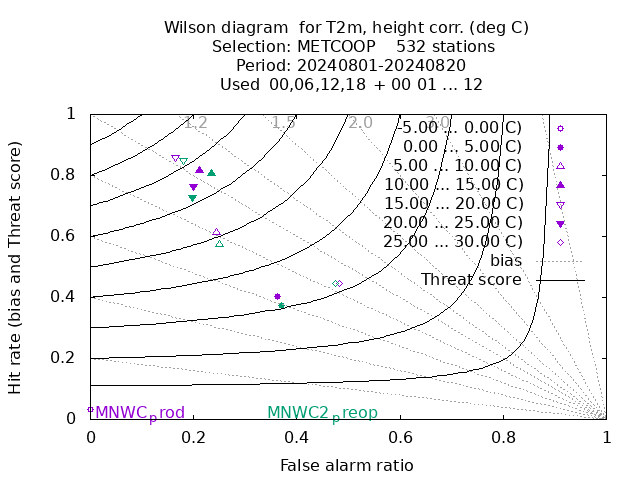 Wilson diagram  for T2m, height corr. (deg C)
Selection: METCOOP    532 stations
Period: 20240801-20240820
Used  00,06,12,18  + 00 01 ... 12
1.2 1.5 2.0
-5.00 ... 0.00 C)
0.00 ... 5.00 C)
5.00 ... 10.00 C)
10.00 ... 15.00 C)
15.00 ... 20.00 C)
20.00 ... 25.00 C)
25.00 ... 30.00 C)
bias
Threat score
Hit rate (bias and Threat score)
1
0.8
0.6
0.4
0.2
0
MNWCprod MNWC2preop
0 0.2 0.4 0.6 0.8 1
False alarm ratio